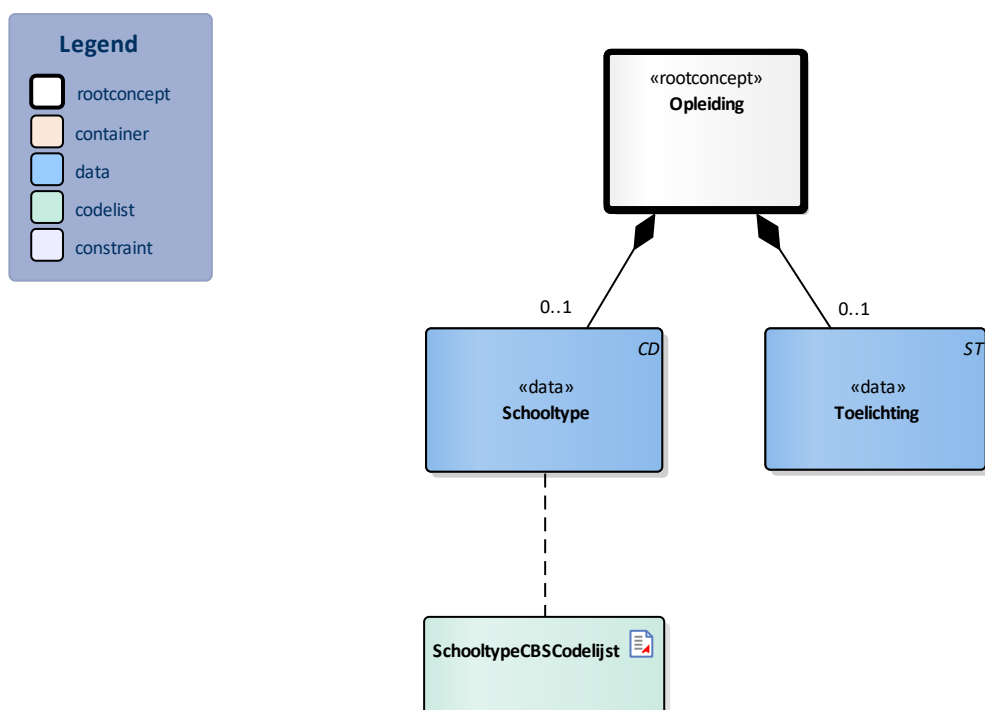 Legend
rootconcept
container
data
codelist
constraint
«rootconcept»
Opleiding
0..1
0..1
CD
«data»
Schooltype
ST
«data»
Toelichting
SchooltypeCBSCodelijst